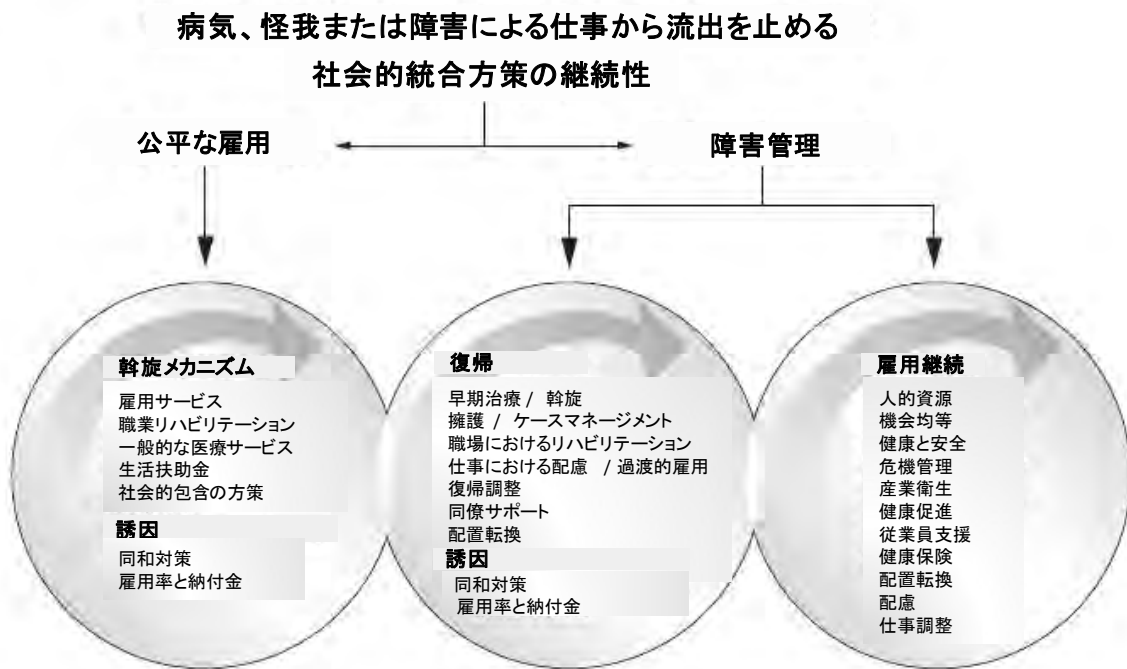 病気、怪我または障害による仕事から流出を止める
社会的統合方策の継続性
公平な雇用
障害管理
斡旋メカニズム
雇用サービス
職業リハビリテーション
一般的な医療サービス
生活扶助金
社会的包含の方策
誘因
同和対策
雇用率と納付金
復帰
早期治療 / 斡旋
擁護 / ケースマネージメント
職場におけるリハビリテーション
仕事における配慮 / 過渡的雇用
復帰調整
同僚サポート
配置転換
誘因
同和対策
雇用率と納付金
雇用継続
人的資源
機会均等
健康と安全
危機管理
産業衛生
健康促進
従業員支援
健康保険
配置転換
配慮
仕事調整